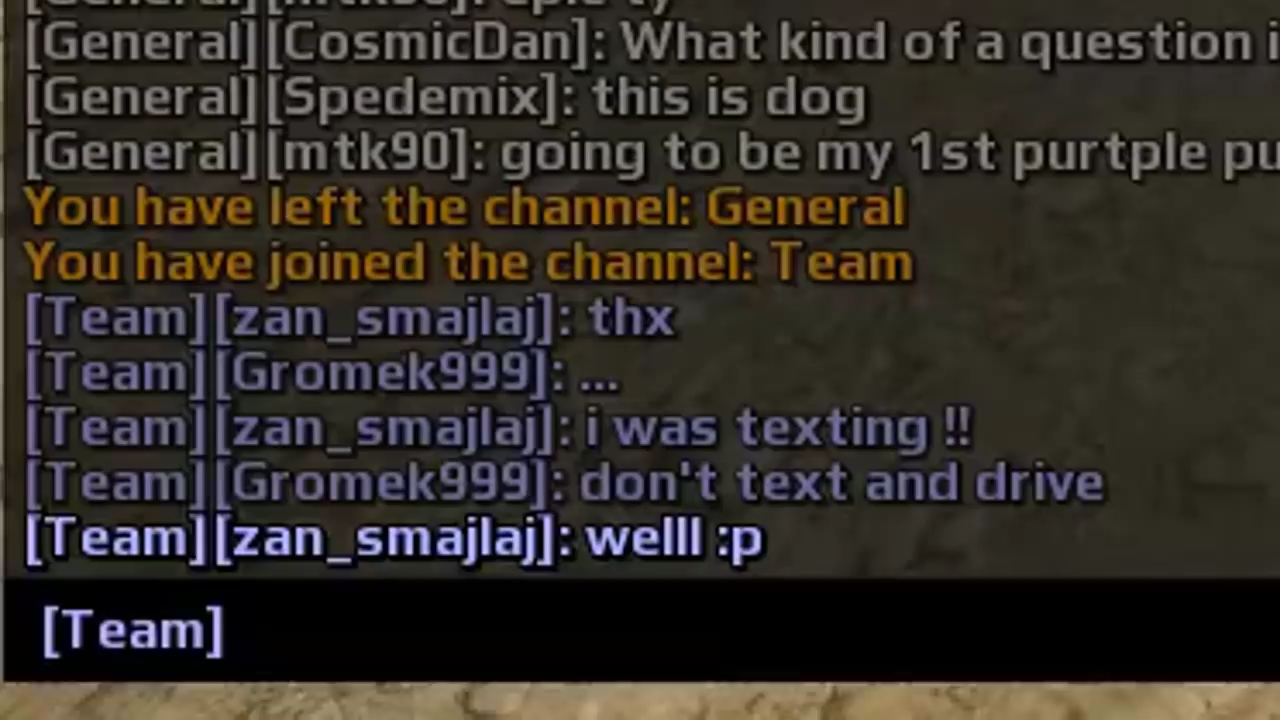 [General][CosmicDan]: What kind of a question
[General][Spedemix]: this is dog
[General][mtk90]: going to be my 1st purtple
You have left the channel: General
You have joined the channel: Team
[Team][zan_smajlaj]: thx
[Team][Gromek999]: ...
[Team][zan_smajlaj]: i was texting !!
[Team][Gromek999]: don't text and drive
[Team][zan_smajlaj]: welll :p
[Team]